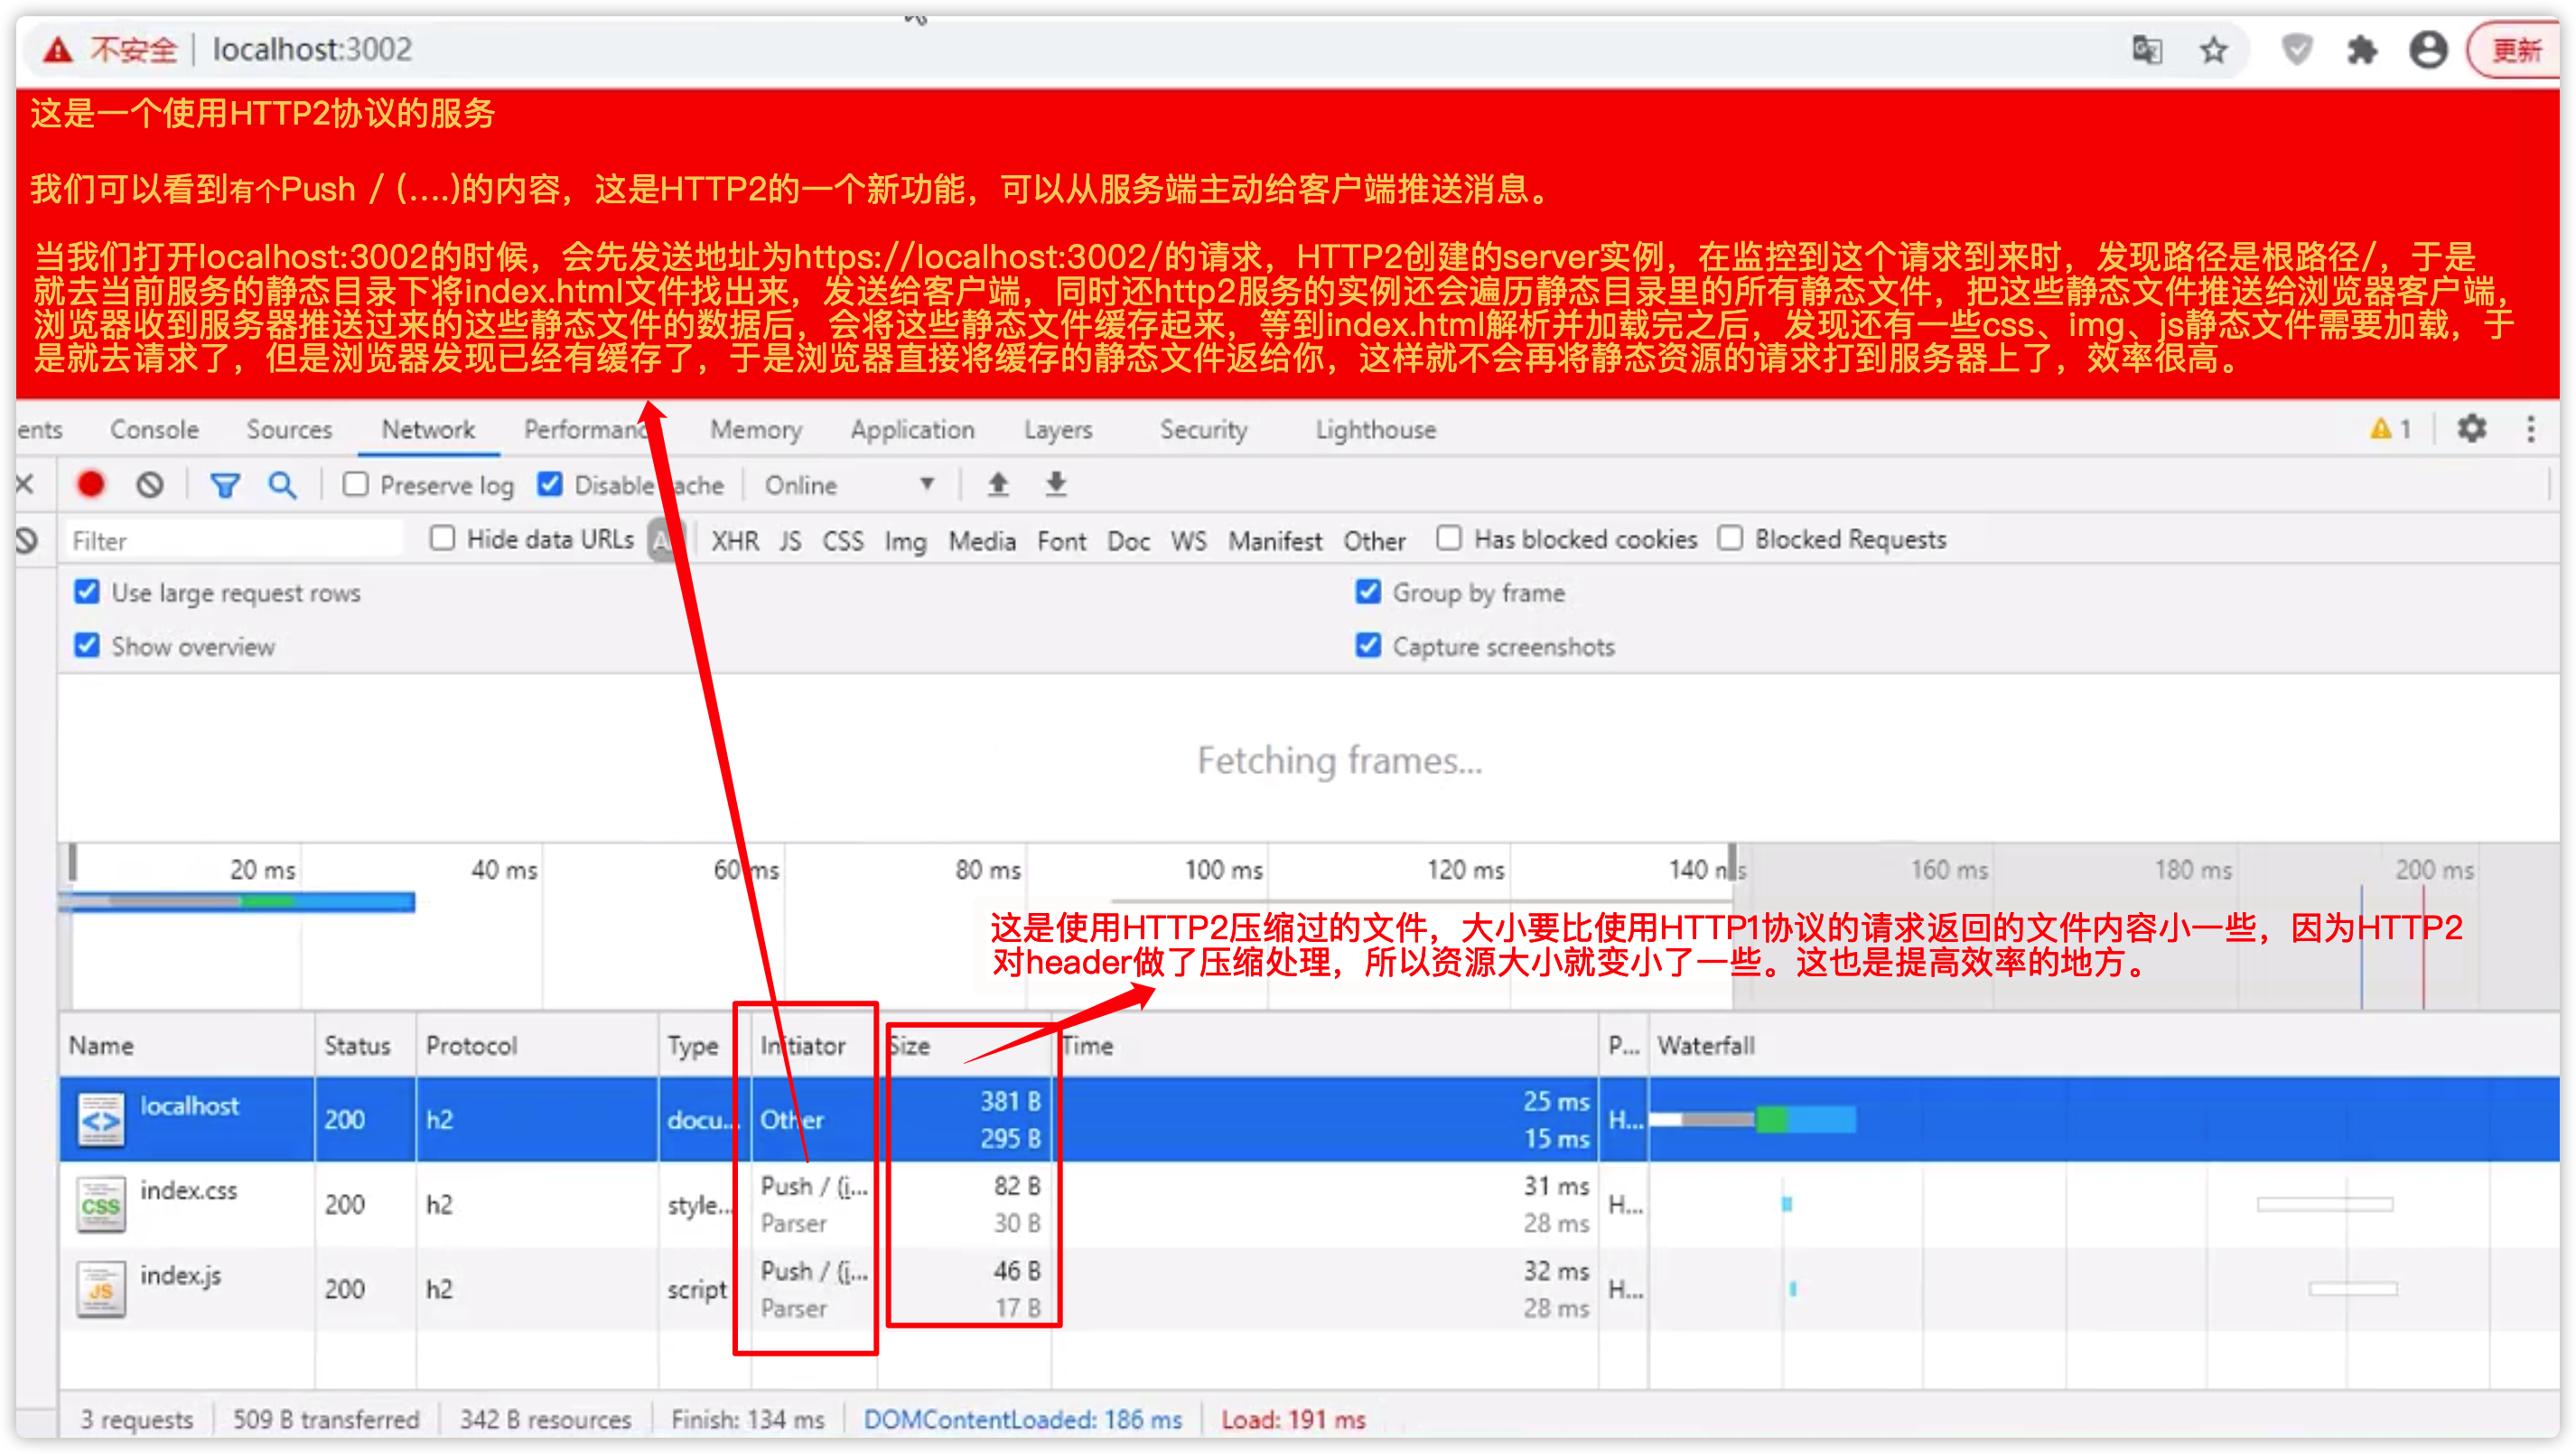 不安全 localhost:3002 更新
这是一个使用HTTP2协议的服务
我们可以看到有个Push / (....)的内容，这是HTTP2的一个新功能，可以从服务端主动给客户端推送消息。
当我们打开localhost:3002的时候，会先发送地址为https://localhost:3002/的请求，HTTP2创建的server实例，在监控到这个请求到来时，发现路径是根路径/，于是
就去当前服务的静态目录下将index.html文件找出来，发送给客户端，同时还http2服务的实例还会遍历静态目录里的所有静态文件，把这些静态文件推送给浏览器客户端，
浏览器收到服务器推送过来的这些静态文件的数据后，会将这些静态文件缓存起来，等到index.html解析并加载完之后，发现还有一些css、img、js静态文件需要加载，于
是就去请求了，但是浏览器发现已经有缓存了，于是浏览器直接将缓存的静态文件返给你，这样就不会再将静态资源的请求打到服务器上了，效率很高。
ents Console Sources Network Performanc Memory Application Layers Security Lighthouse 1
Preserve log Disable ache Online
Filter Hide data URLs XHR JS CSS Img Media Font Doc WS Manifest Other Has blocked cookies Blocked Requests
Use large request rows Group by frame
Show overview Capture screenshots
Fetching frames...
20 ms 40 ms 60 ms 80 ms 100 ms 120 ms 140 ms 160 ms 180 ms 200 ms
这是使用HTTP2压缩过的文件，大小要比使用HTTP1协议的请求返回的文件内容小一些，因为HTTP2
对header做了压缩处理，所以资源大小就变小了一些。这也是提高效率的地方。
Name Status Protocol Type Initiator Size Time P... Waterfall
localhost 200 h2 docu... Other 381 B 25 ms H...
295 B 15 ms
index.css 200 h2 style... Push / (i... 82 B 31 ms H...
Parser 30 B 28 ms
index.js 200 h2 script Push / (i... 46 B 32 ms H...
Parser 17 B 28 ms
3 requests 509 B transferred 342 B resources Finish: 134 ms DOMContentLoaded: 186 ms Load: 191 ms